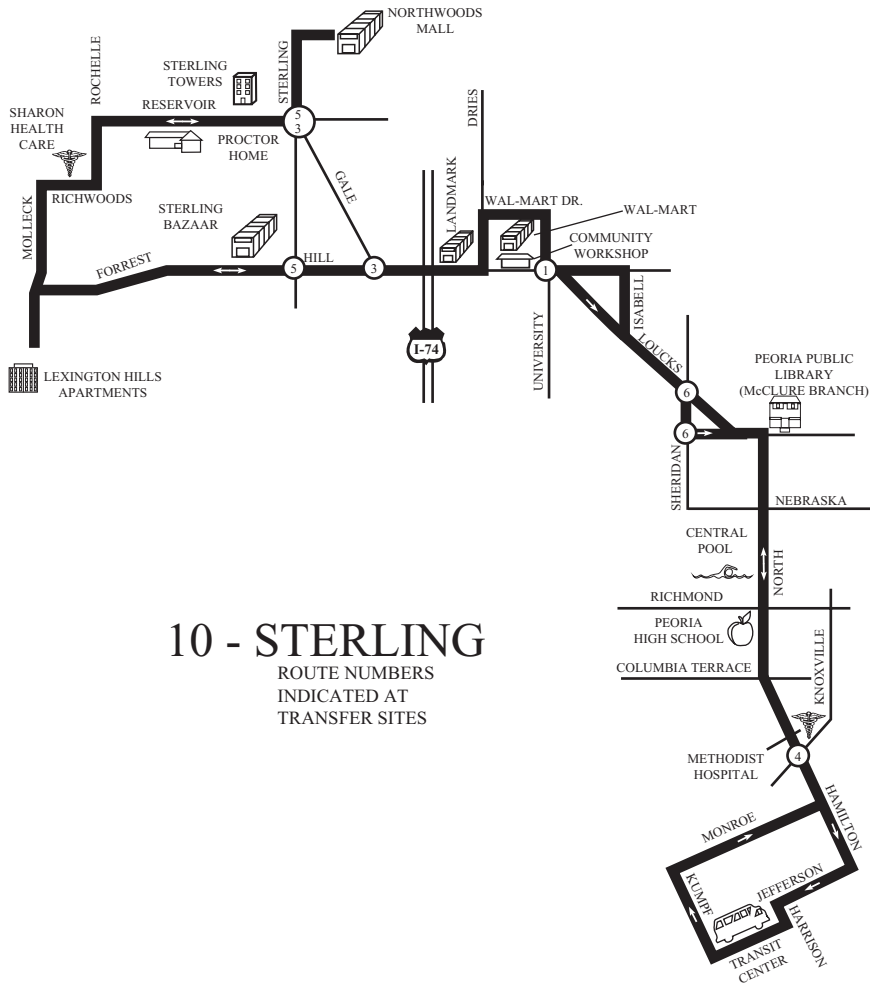 NORTHWOODS
MALL
STERLING
ROCHELLE
STERLING
TOWERS
RESERVOIR
5
3
PROCTOR
HOME
SHARON
HEALTH
CARE
RICHWOODS
MOLLECK
GALE
DRIES
LANDMARK
WAL-MART DR.
WAL-MART
COMMUNITY
WORKSHOP
STERLING
BAZAAR
FORREST
5
HILL
3
1
ISABELL
I-74
UNIVERSITY
LOUCKS
LEXINGTON HILLS
APARTMENTS
PEORIA PUBLIC
LIBRARY
(McCLURE BRANCH)
6
6
SHERIDAN
NEBRASKA
CENTRAL
POOL
NORTH
RICHMOND
PEORIA
HIGH SCHOOL
COLUMBIA TERRACE
KNOXVILLE
10 - STERLING
ROUTE NUMBERS
INDICATED AT
TRANSFER SITES
METHODIST
HOSPITAL
4
HAMILTON
MONROE
KUMPF
JEFFERSON
HARRISON
TRANSIT
CENTER